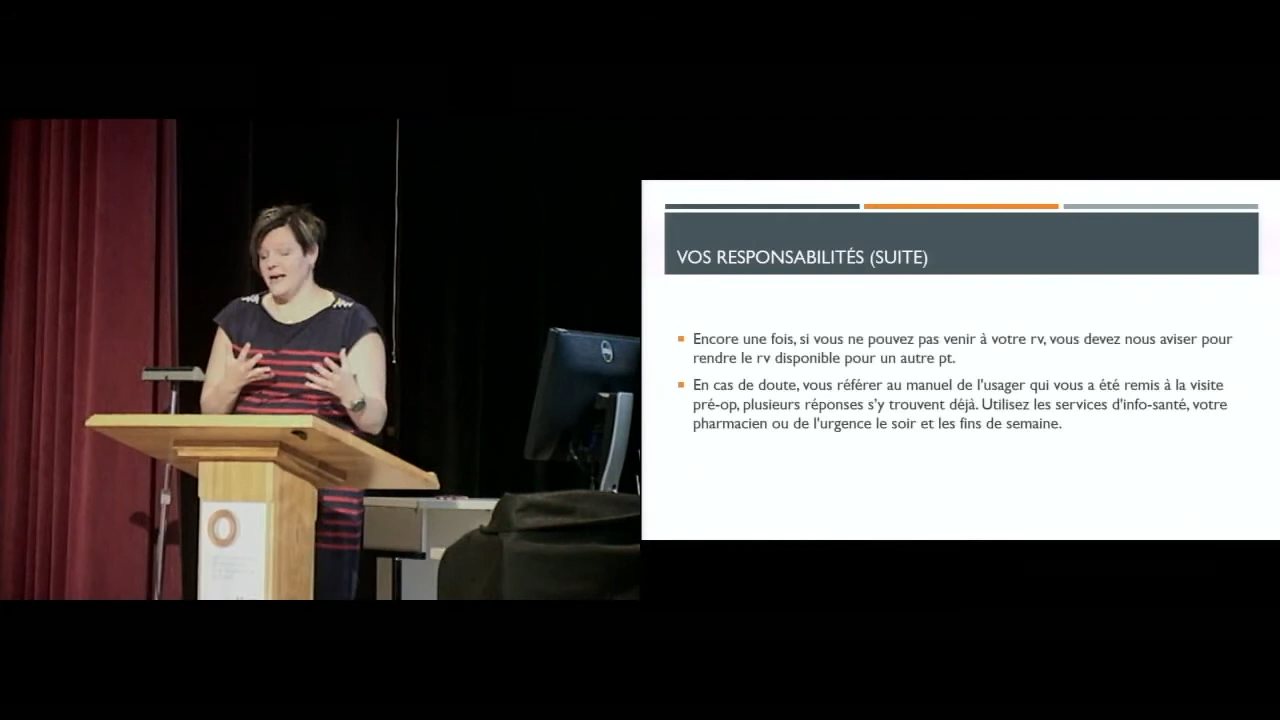 VOS RESPONSABILITÉS (SUITE)
Encore une fois, si vous ne pouvez pas venir à votre rv, vous devez nous aviser pour
rendre le rv disponible pour un autre pt.
En cas de doute, vous référer au manuel de l'usager qui vous a été remis à la visite
pré-op, plusieurs réponses s'y trouvent déjà. Utilisez les services d'info-santé, votre
pharmacien ou de l'urgence le soir et les fins de semaine.